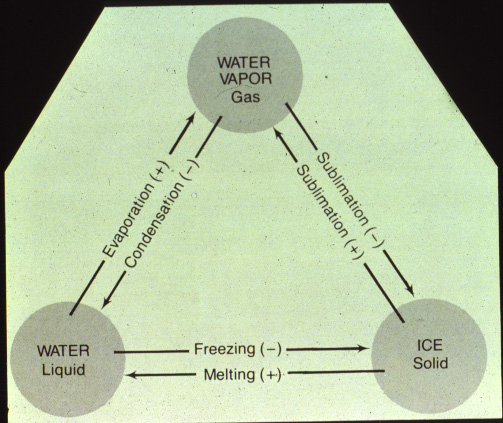 WATER
VAPOR
Gas
Evaporation (+)
Condensation (−)
Sublimation (−)
Sublimation (+)
WATER
Liquid
Freezing (−)
Melting (+)
ICE
Solid